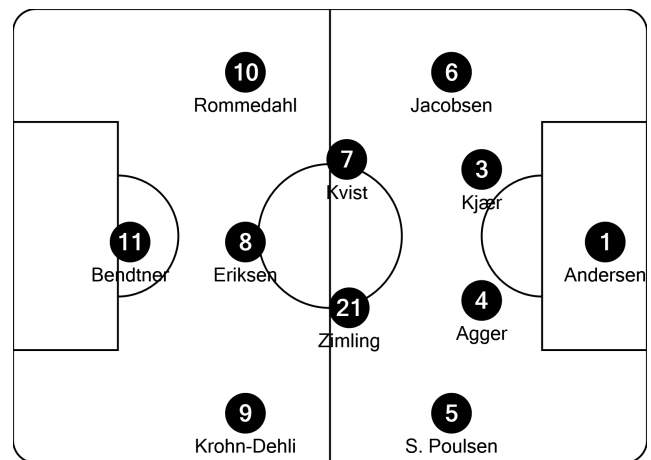 10
Rommedahl
6
Jacobsen
7
Kvist
3
Kjær
11
Bendtner
8
Eriksen
1
Andersen
21
Zimling
4
Agger
9
Krohn-Dehli
5
S. Poulsen